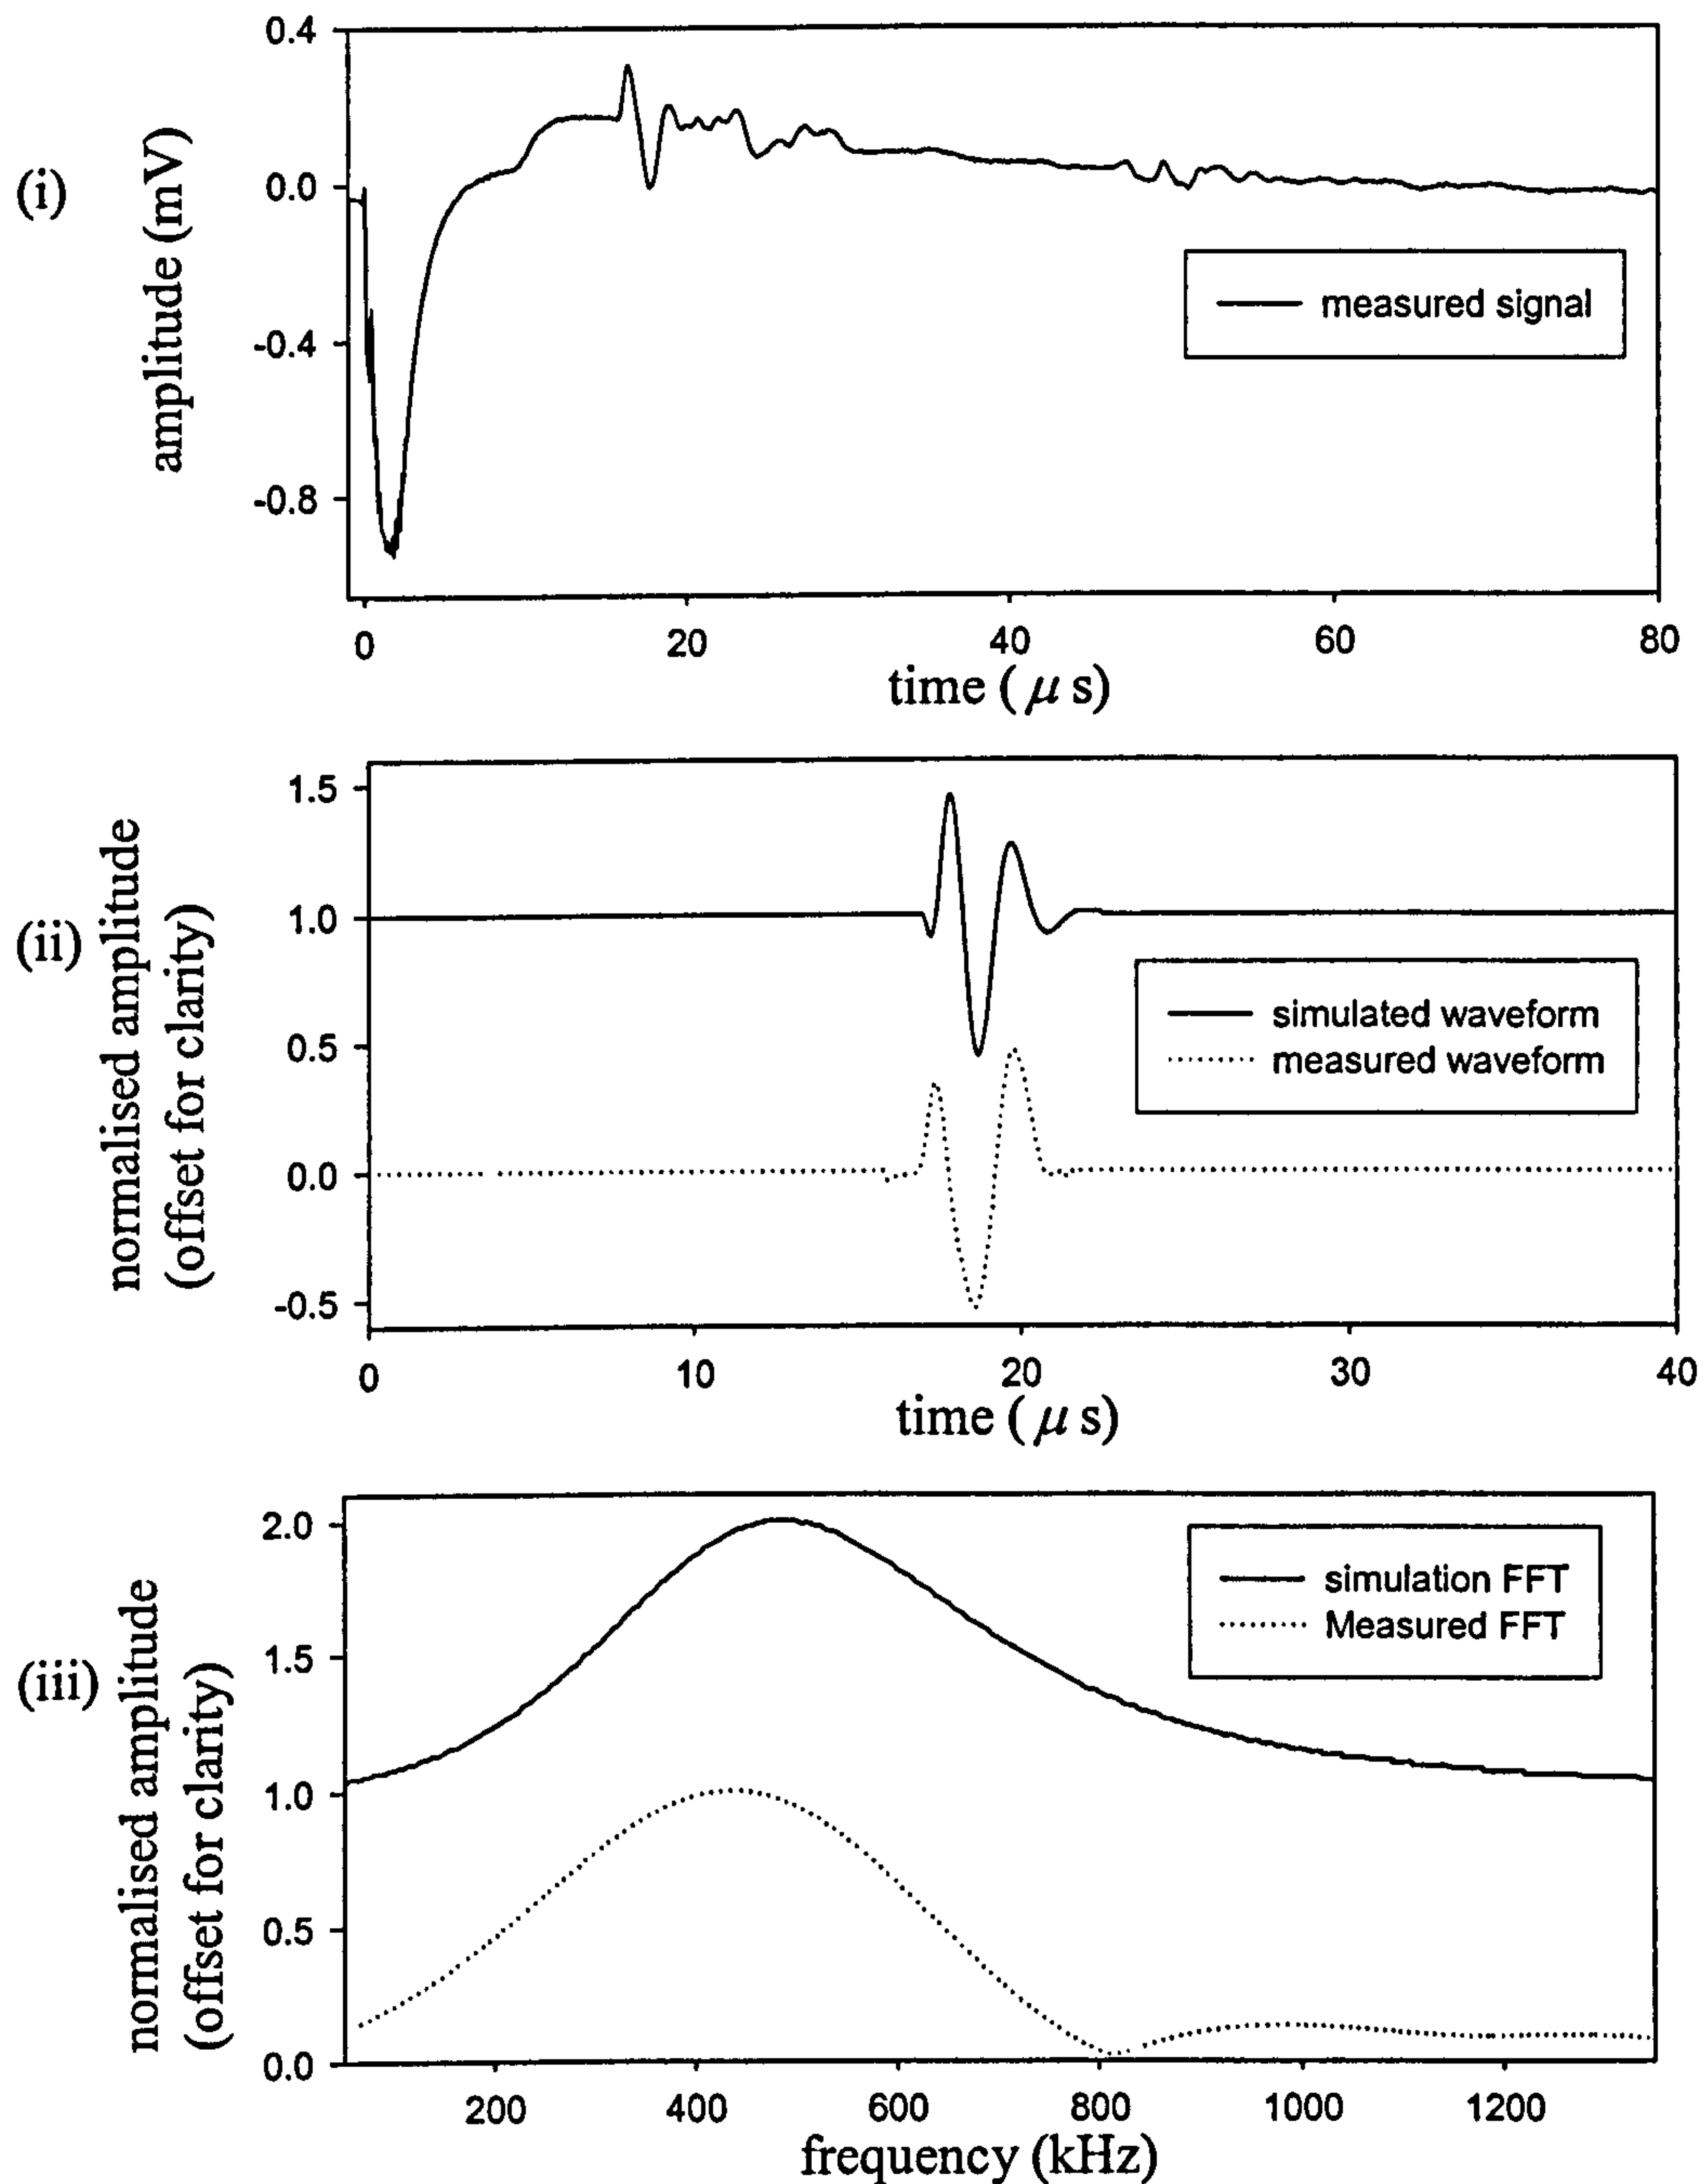 (i)
amplitude (mV)
0.4
0.0
-0.4
-0.8
measured signal
0 20 40 60 80
time (μ s)
(ii)
normalised amplitude
(offset for clarity)
1.5
1.0
0.5
0.0
-0.5
simulated waveform
measured waveform
0 10 20 30 40
time (μ s)
(iii)
normalised amplitude
(offset for clarity)
2.0
1.5
1.0
0.5
0.0
simulation FFT
Measured FFT
200 400 600 800 1000 1200
frequency (kHz)